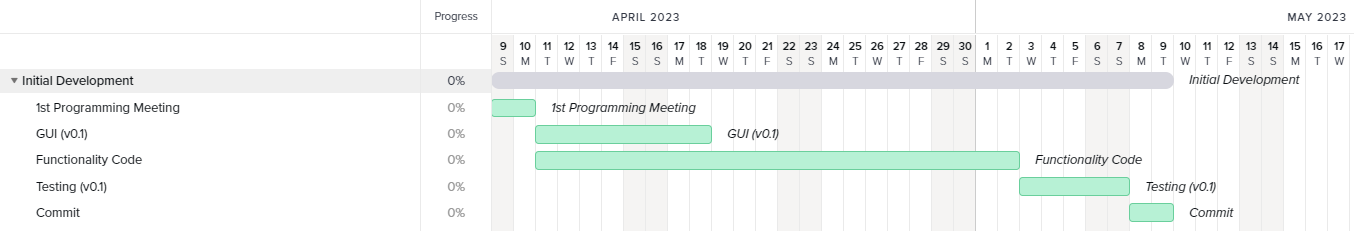 Progress APRIL 2023 MAY 2023
9 10 11 12 13 14 15 16 17 18 19 20 21 22 23 24 25 26 27 28 29 30 1 2 3 4 5 6 7 8 9 10 11 12 13 14 15 16 17
S M T W T F S S M T W T F S S M T W T F S S M T W T F S S M T W T F S S M T W
Initial Development 0% Initial Development
1st Programming Meeting 0% 1st Programming Meeting
GUI (v0.1) 0% GUI (v0.1)
Functionality Code 0% Functionality Code
Testing (v0.1) 0% Testing (v0.1)
Commit 0% Commit